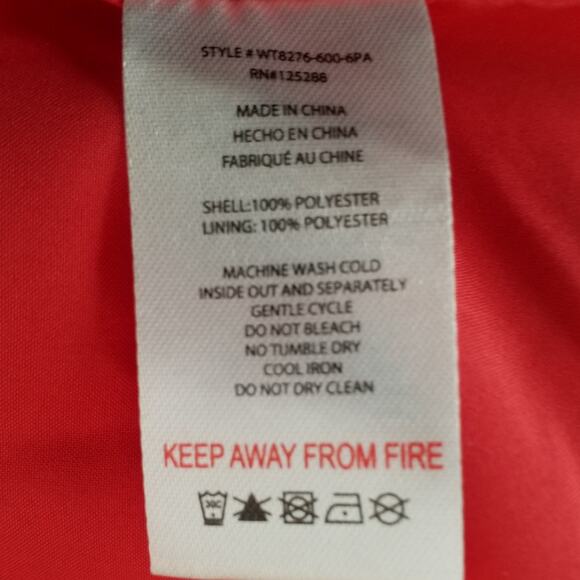 STYLE # WT8276-600-6PA
RN#125288
MADE IN CHINA
HECHO EN CHINA
FABRIQUÉ AU CHINE
SHELL:100% POLYESTER
LINING: 100% POLYESTER
MACHINE WASH COLD
INSIDE OUT AND SEPARATELY
GENTLE CYCLE
DO NOT BLEACH
NO TUMBLE DRY
COOL IRON
DO NOT DRY CLEAN
KEEP AWAY FROM FIRE